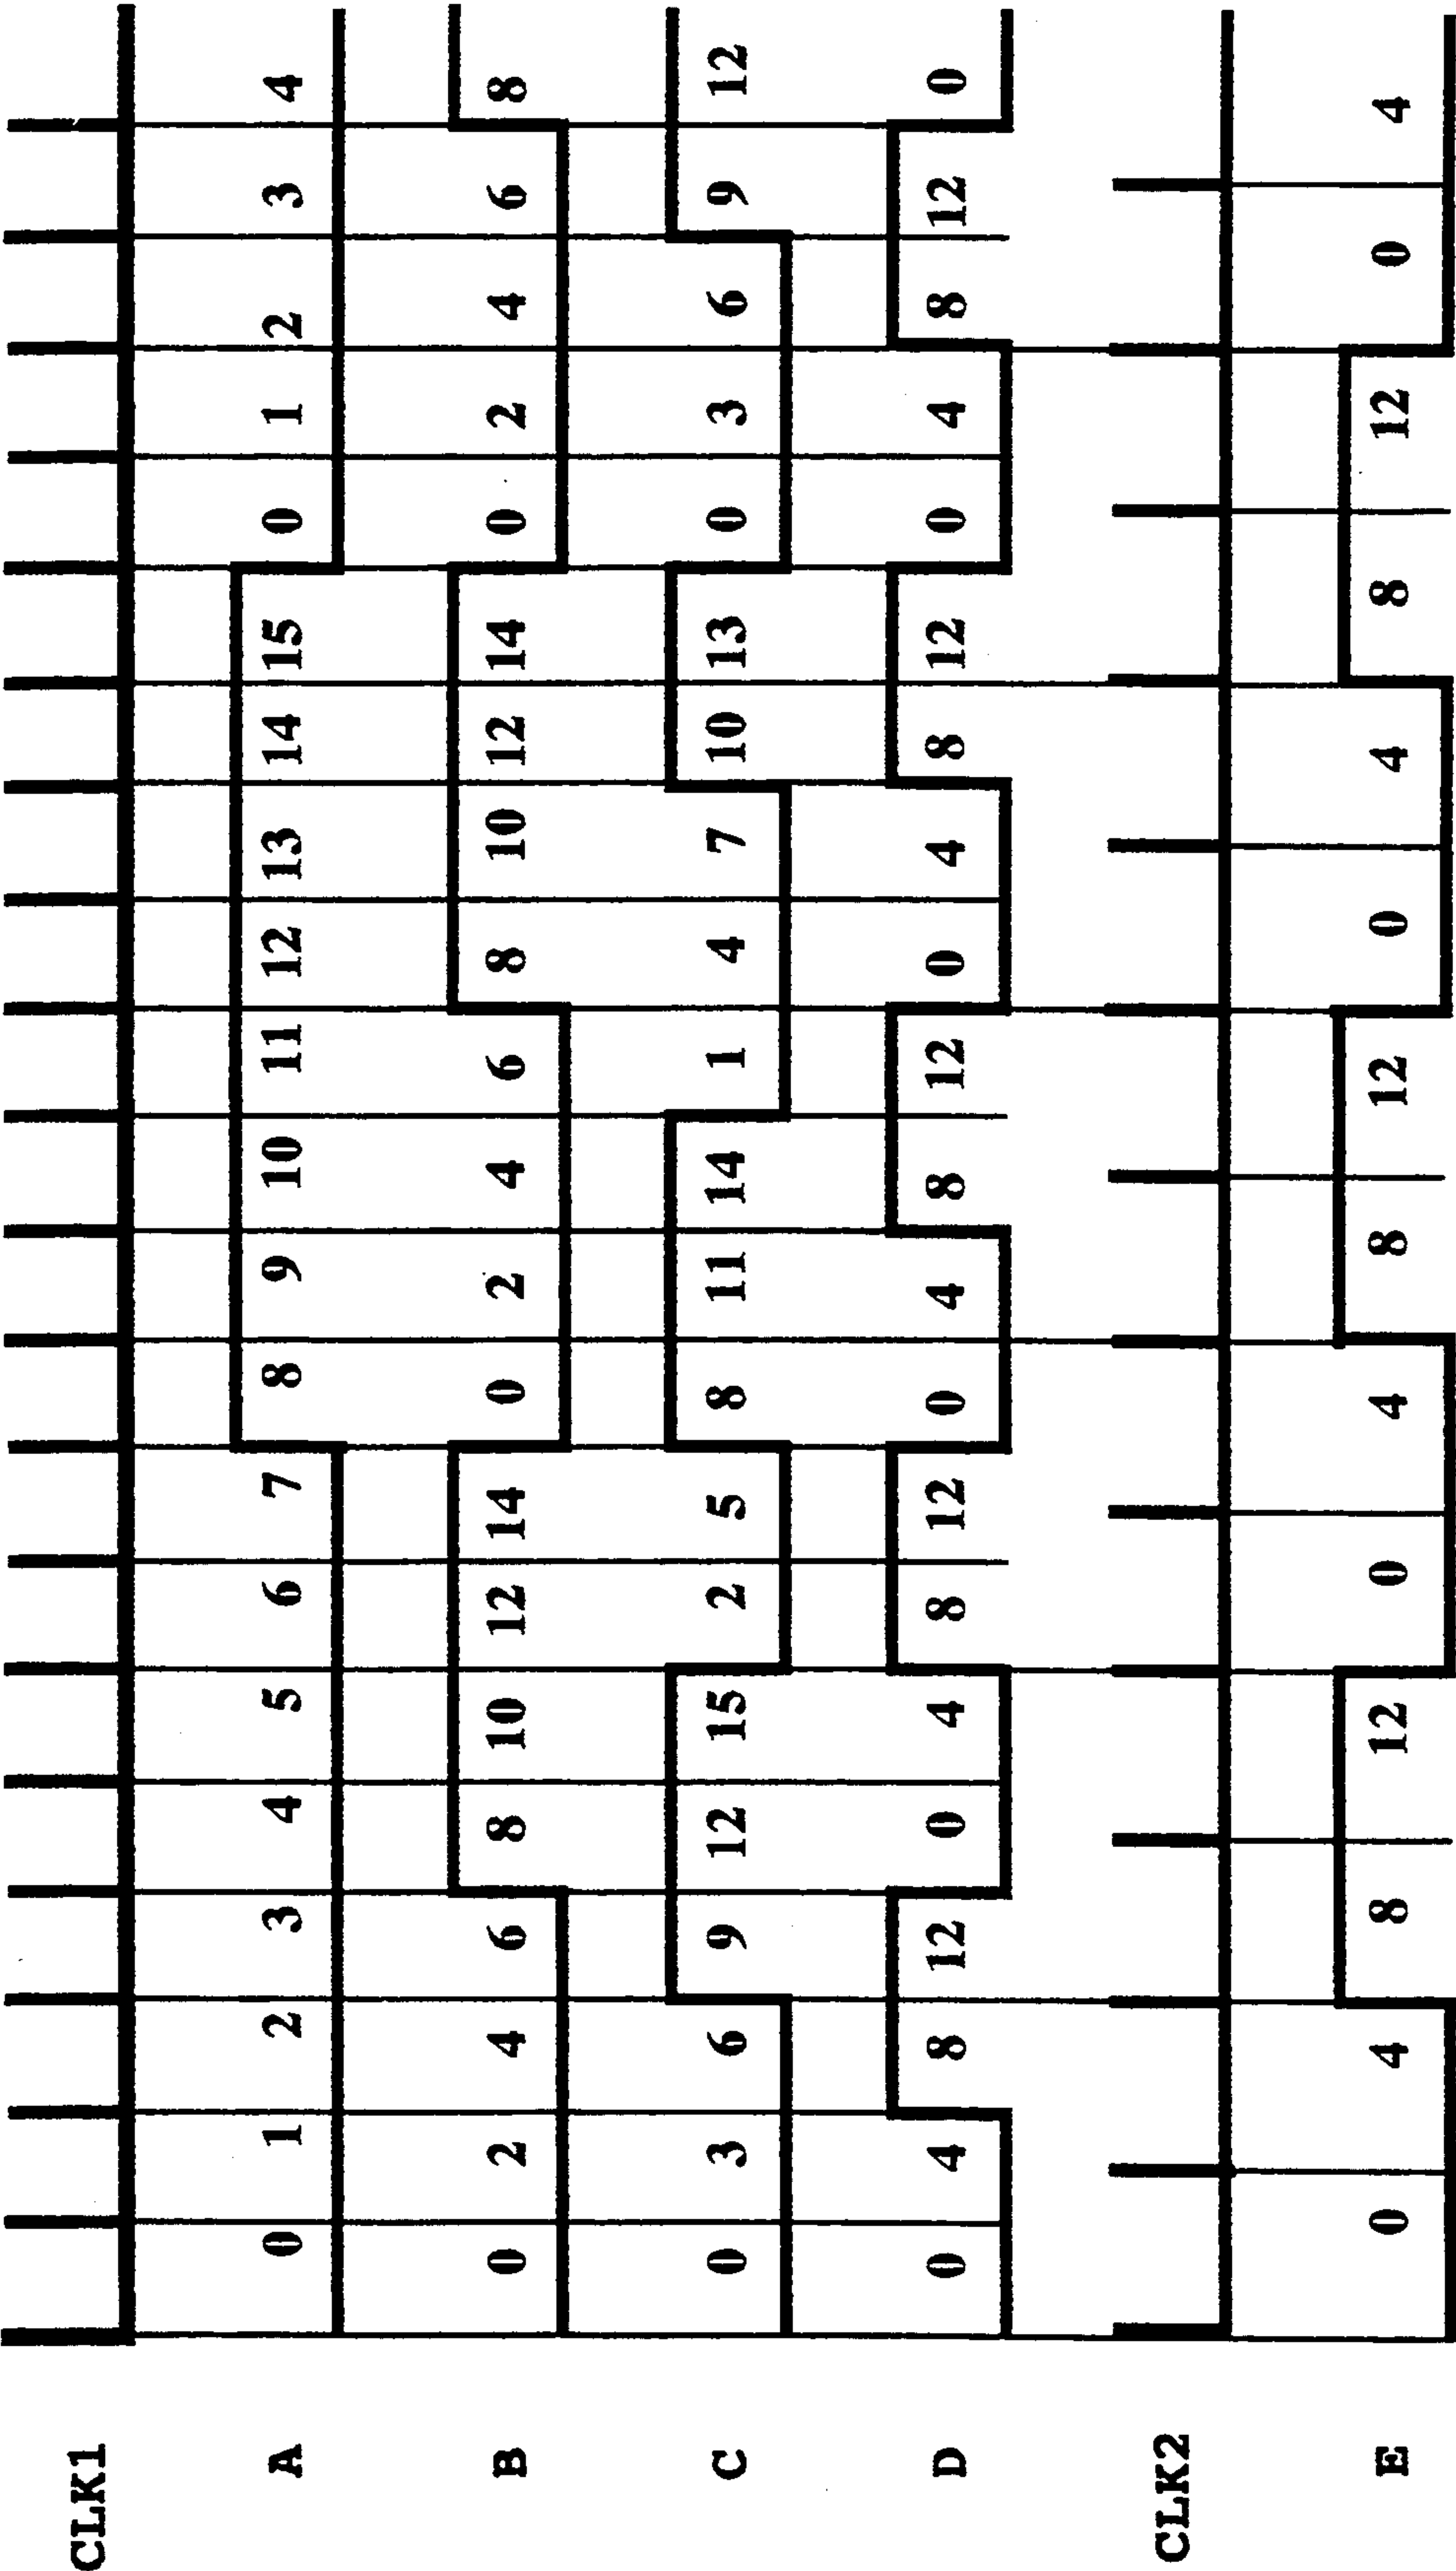 CLK1
A 0 1 2 3 4 5 6 7 8 9 10 11 12 13 14 15 0 1 2 3 4
B 0 2 4 6 8 10 12 14 0 2 4 6 8 10 12 14 0 2 4 6 8
C 0 3 6 9 12 15 2 5 8 11 14 1 4 7 10 13 0 3 6 9 12
D 0 4 8 12 0 4 8 12 0 4 8 12 0 4 8 12 0 4 8 12 0
CLK2
E 0 4 8 12 0 4 8 12 0 4 8 12 0 4